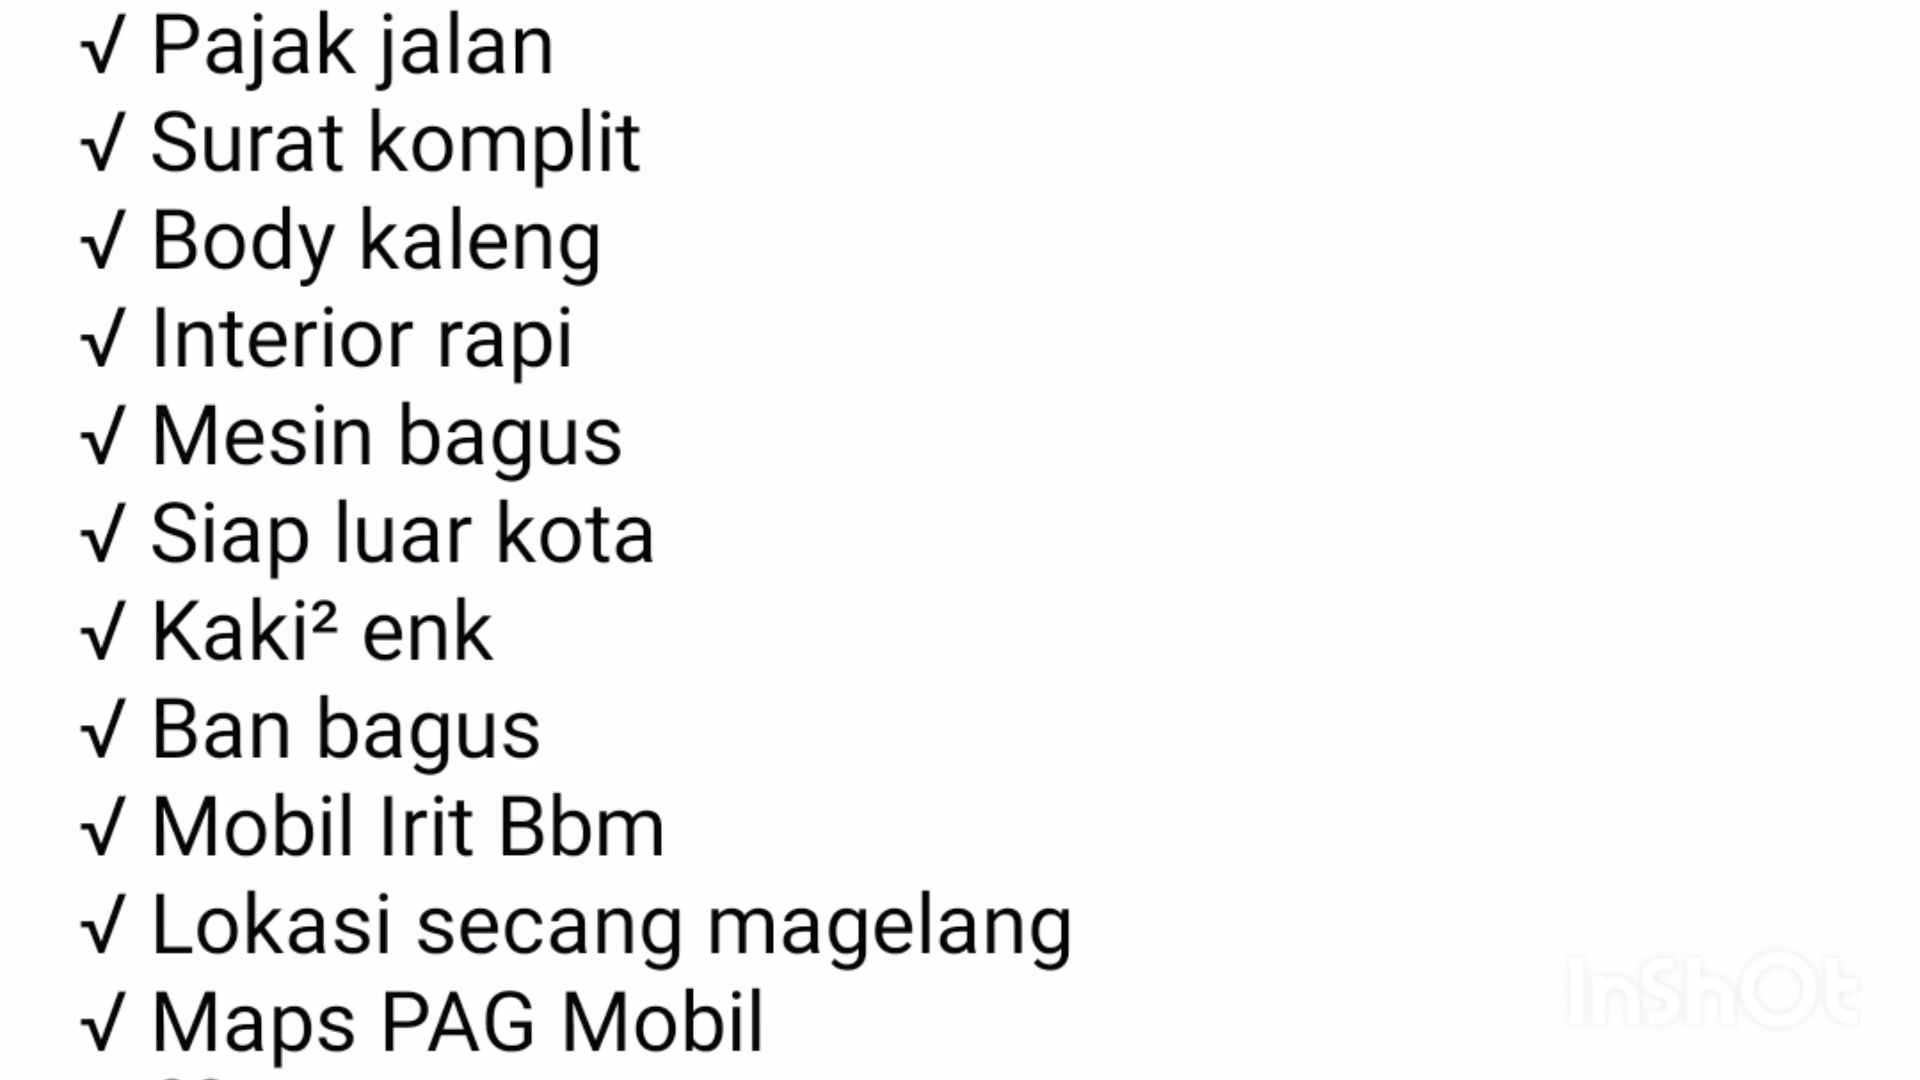 √ Pajak jalan
√ Surat komplit
√ Body kaleng
√ Interior rapi
√ Mesin bagus
√ Siap luar kota
√ Kaki² enk
√ Ban bagus
√ Mobil Irit Bbm
√ Lokasi secang magelang
√ Maps PAG Mobil
InShOt